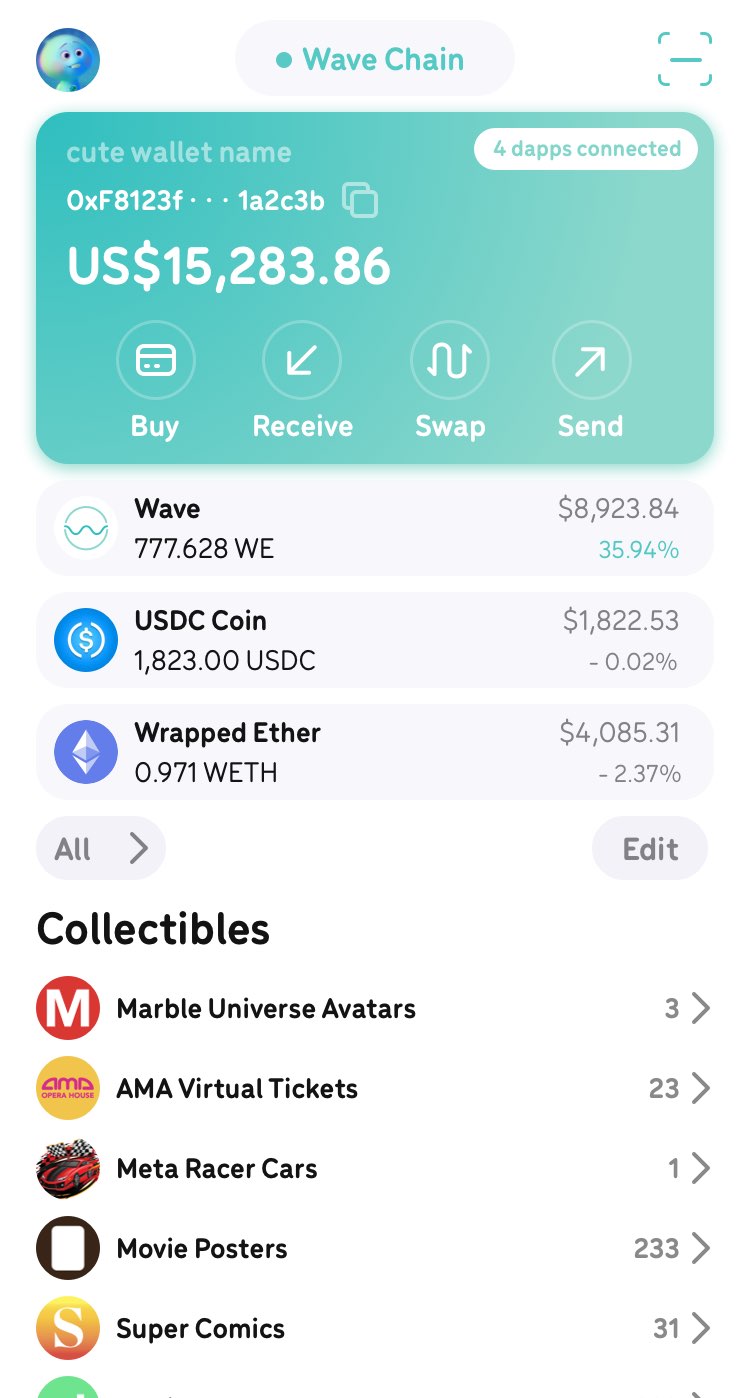 Wave Chain
cute wallet name
4 dapps connected
0xF8123f · · · 1a2c3b
US$15,283.86
Buy
Receive
Swap
Send
Wave
$8,923.84
777.628 WE
35.94%
USDC Coin
$1,822.53
1,823.00 USDC
- 0.02%
Wrapped Ether
$4,085.31
0.971 WETH
- 2.37%
All
Edit
Collectibles
M
Marble Universe Avatars
3
AMA
OPERA HOUSE
AMA Virtual Tickets
23
Meta Racer Cars
1
Movie Posters
233
S
Super Comics
31